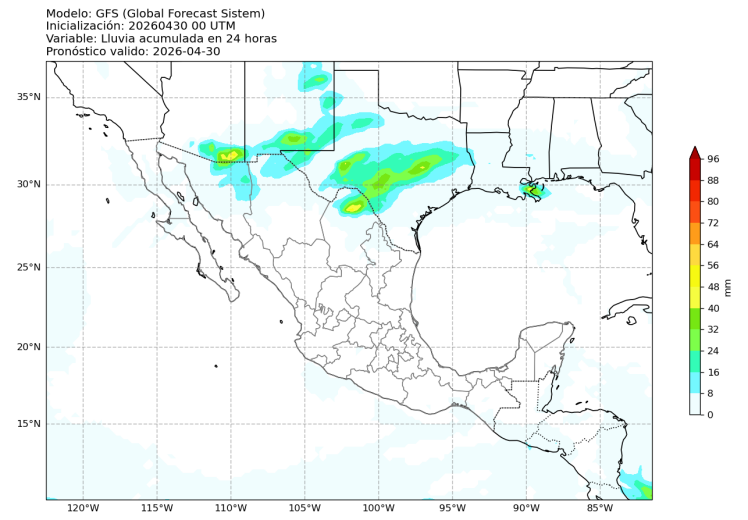 Modelo: GFS (Global Forecast Sistem)
Inicialización: 20260430 00 UTM
Variable: Lluvia acumulada en 24 horas
Pronóstico valido: 2026-04-30
35°N
30°N
25°N
20°N
15°N
120°W 115°W 110°W 105°W 100°W 95°W 90°W 85°W
96
88
80
72
64
56
48
40
32
24
16
8
0
mm